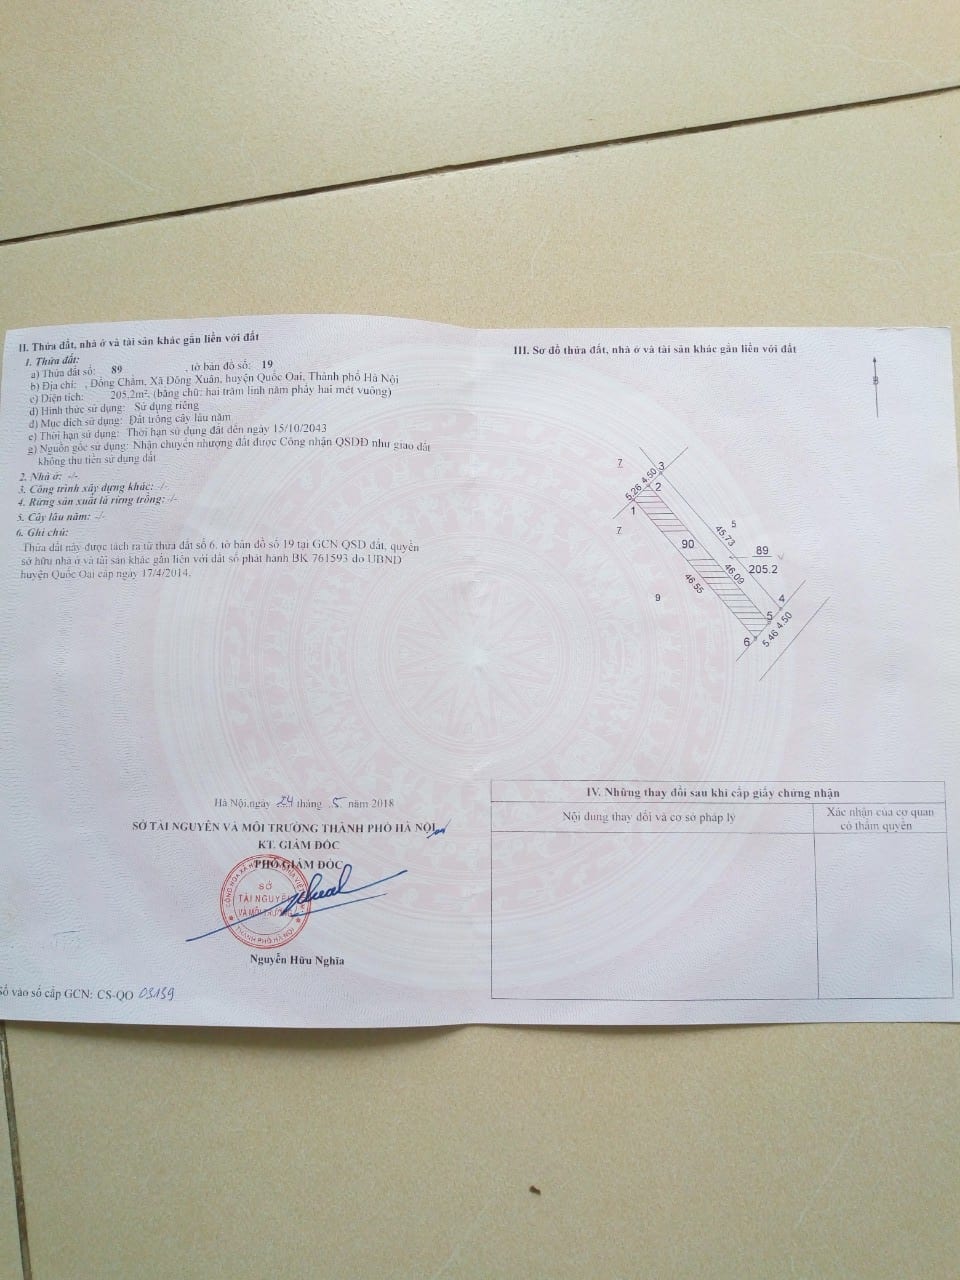 II. Thửa đất, nhà ở và tài sản khác gắn liền với đất
1. Thửa đất:
a) Thửa đất số: 89 , tờ bản đồ số: 19
b) Địa chỉ: , Đồng Chằm, Xã Đông Xuân, huyện Quốc Oai, Thành phố Hà Nội
c) Diện tích: 205,2m², (bằng chữ: hai trăm linh năm phẩy hai mét vuông)
d) Hình thức sử dụng: Sử dụng riêng
đ) Mục đích sử dụng: Đất trồng cây lâu năm
e) Thời hạn sử dụng: Thời hạn sử dụng đất đến ngày 15/10/2043
g) Nguồn gốc sử dụng: Nhận chuyển nhượng đất được Công nhận QSDĐ như giao đất
không thu tiền sử dụng đất
2. Nhà ở: -/-
3. Công trình xây dựng khác: -/-
4. Rừng sản xuất là rừng trồng: -/-
5. Cây lâu năm: -/-
6. Ghi chú:
Thửa đất này được tách ra từ thửa đất số 6, tờ bản đồ số 19 tại GCN QSD đất, quyền
sở hữu nhà ở và tài sản khác gắn liền với đất số phát hành BK 761593 do UBND
huyện Quốc Oai cấp ngày 17/4/2014.
Hà Nội,ngày 24 tháng 5 năm 2018
SỞ TÀI NGUYÊN VÀ MÔI TRƯỜNG THÀNH PHỐ HÀ NỘI
KT. GIÁM ĐỐC
PHÓ GIÁM ĐỐC
SỞ
TÀI NGUYÊN
VÀ MÔI TRƯỜNG
THÀNH PHỐ HÀ NỘI
Nguyễn Hữu Nghĩa
Số vào sổ cấp GCN: CS-QO 03139
III. Sơ đồ thửa đất, nhà ở và tài sản khác gắn liền với đất
B
7
3
4.50
2
5.26
1
7
5
45.73
90
89
205.2
46.09
46.55
9
4
5
4.50
5.46
6
IV. Những thay đổi sau khi cấp giấy chứng nhận
Nội dung thay đổi và cơ sở pháp lý
Xác nhận của cơ quan
có thẩm quyền